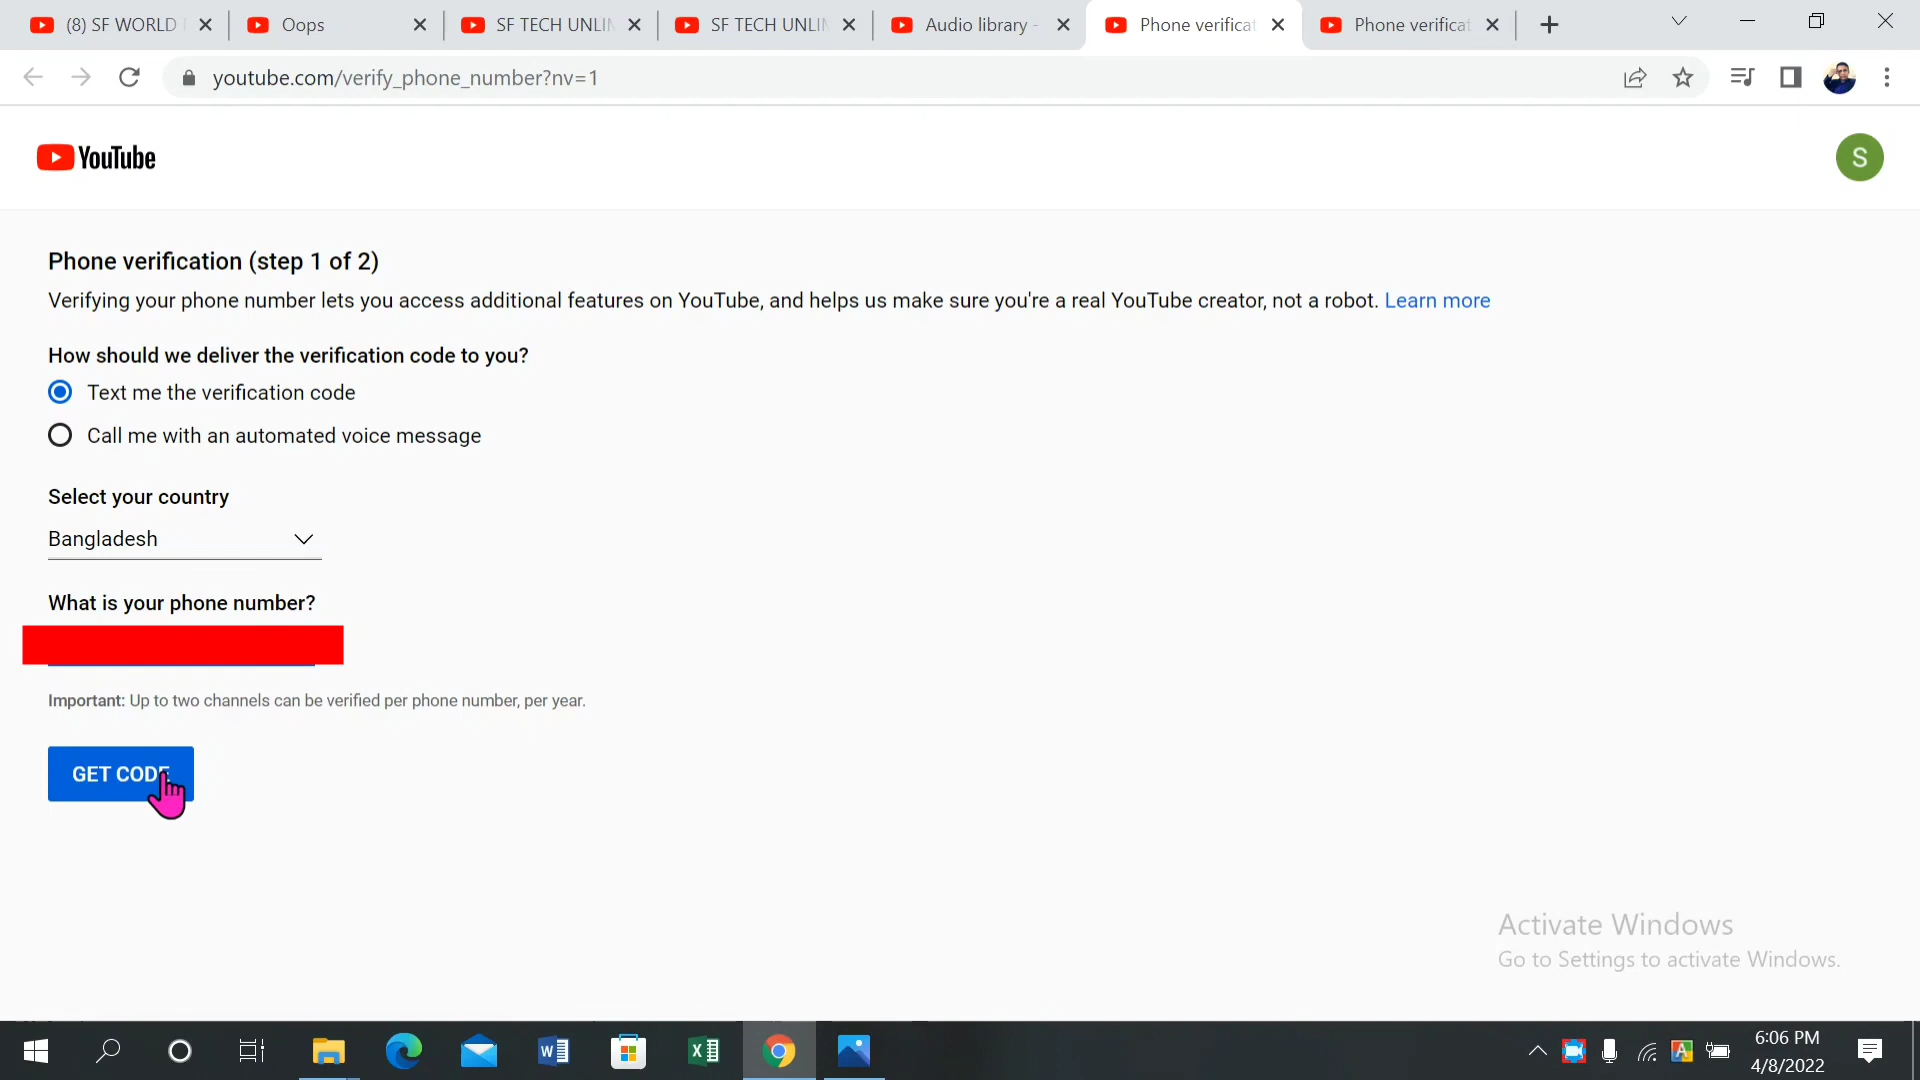 (8) SF WORLD
Oops
SF TECH UNLIM
SF TECH UNLIM
Audio library -
Phone verificat
Phone verificat
youtube.com/verify_phone_number?nv=1
YouTube
S
Phone verification (step 1 of 2)
Verifying your phone number lets you access additional features on YouTube, and helps us make sure you're a real YouTube creator, not a robot. Learn more
How should we deliver the verification code to you?
Text me the verification code
Call me with an automated voice message
Select your country
Bangladesh
What is your phone number?
Important: Up to two channels can be verified per phone number, per year.
GET CODE
Activate Windows
Go to Settings to activate Windows.
6:06 PM
4/8/2022